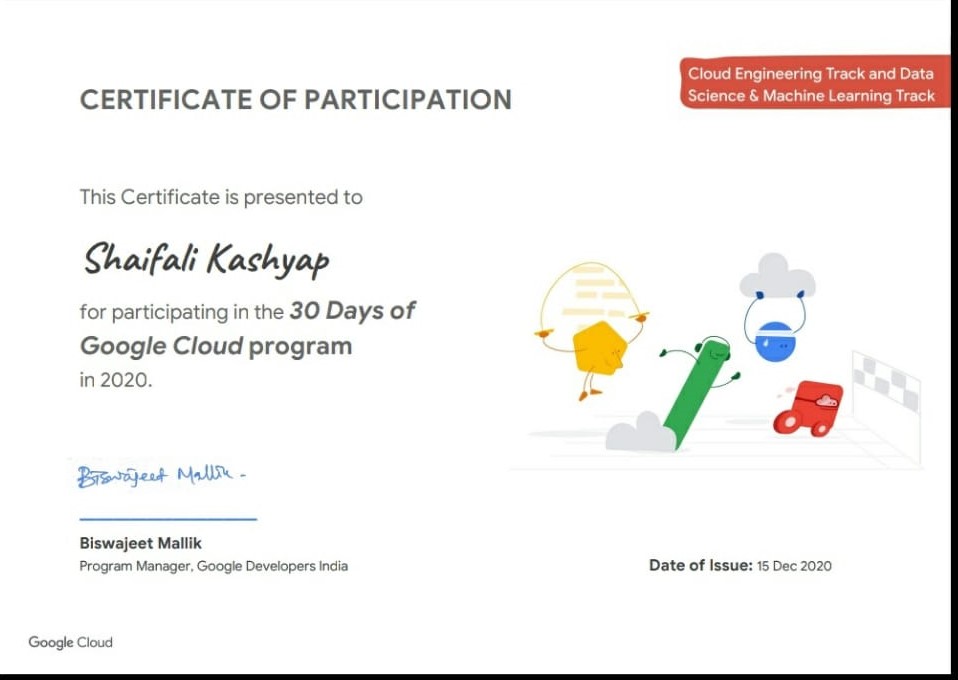 CERTIFICATE OF PARTICIPATION
Cloud Engineering Track and Data
Science & Machine Learning Track
This Certificate is presented to
Shaifali Kashyap
for participating in the 30 Days of
Google Cloud program
in 2020.
Biswajeet Mallik -
Biswajeet Mallik
Program Manager, Google Developers India
Date of Issue: 15 Dec 2020
Google Cloud